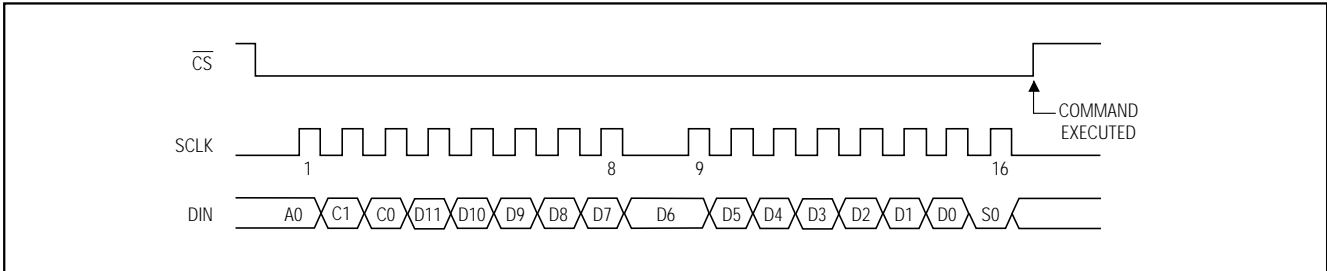 CS
COMMAND
EXECUTED
SCLK
1 8 9 16
DIN A0 C1 C0 D11 D10 D9 D8 D7 D6 D5 D4 D3 D2 D1 D0 S0